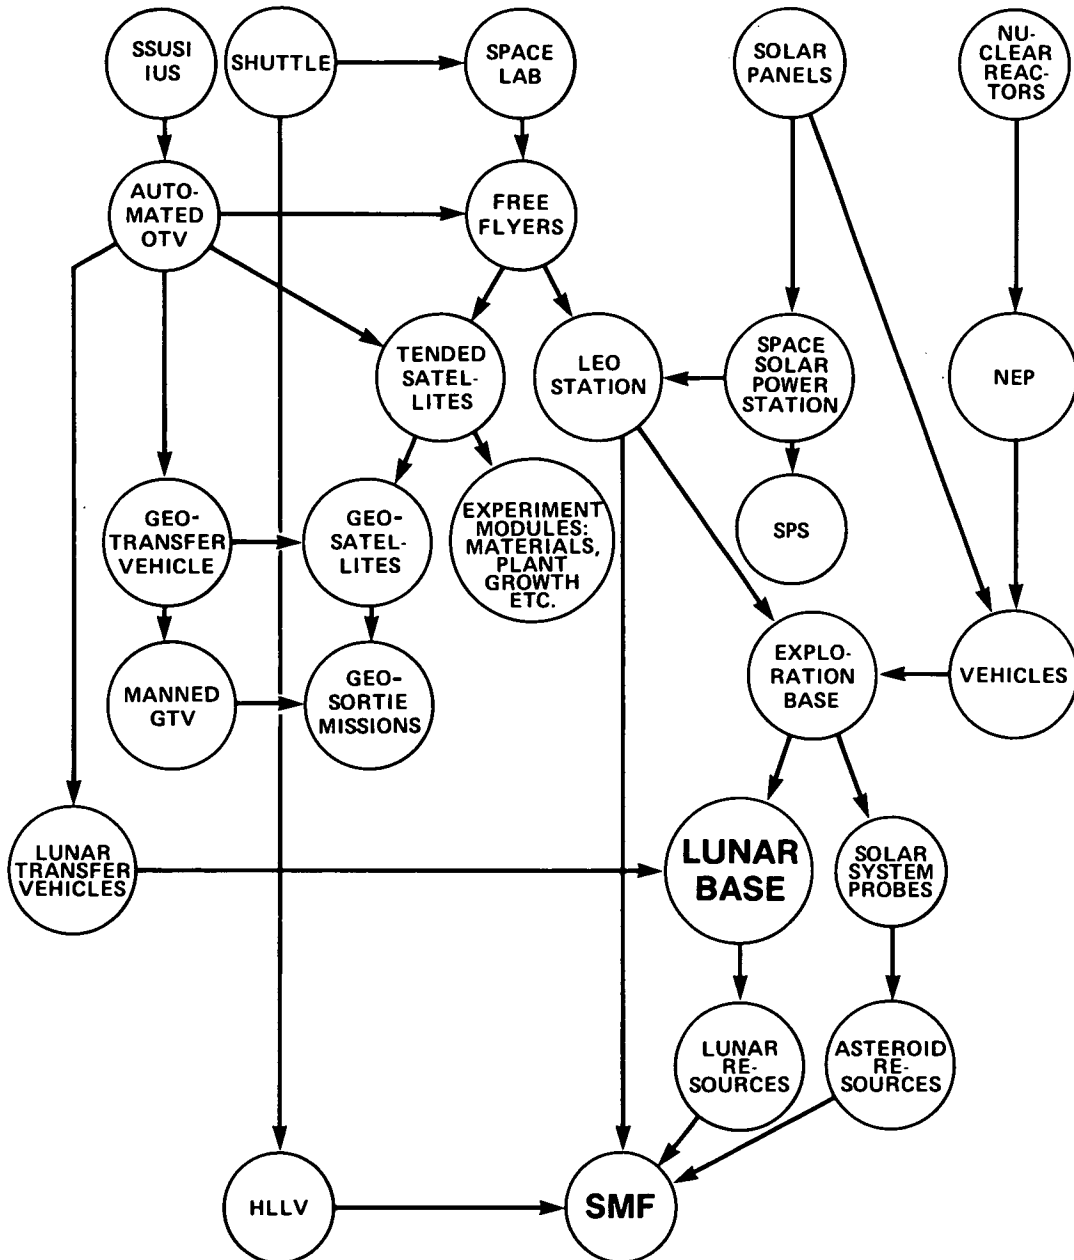 SSUSI
IUS
SHUTTLE
SPACE
LAB
SOLAR
PANELS
NU-
CLEAR
REAC-
TORS
AUTO-
MATED
OTV
FREE
FLYERS
TENDED
SATEL-
LITES
LEO
STATION
SPACE
SOLAR
POWER
STATION
NEP
GEO-
TRANSFER
VEHICLE
GEO-
SATEL-
LITES
EXPERIMENT
MODULES:
MATERIALS,
PLANT
GROWTH
ETC.
SPS
MANNED
GTV
GEO-
SORTIE
MISSIONS
EXPLO-
RATION
BASE
VEHICLES
LUNAR
TRANSFER
VEHICLES
LUNAR
BASE
SOLAR
SYSTEM
PROBES
LUNAR
RE-
SOURCES
ASTEROID
RE-
SOURCES
HLLV
SMF